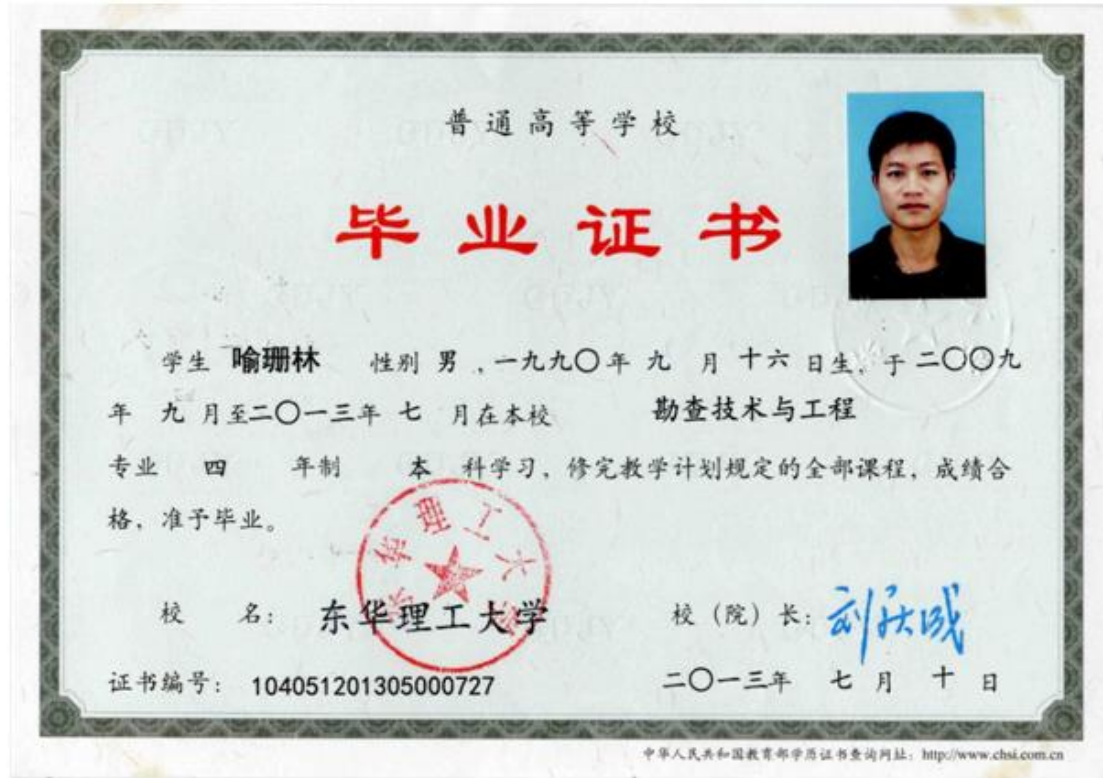 普通高等学校
毕业证书
学生 喻珊林 性别 男 ，一九九〇年 九 月 十六 日生，于 二〇〇九
年 九 月至二〇一三年 七 月在本校 勘查技术与工程
专业 四 年制 本 科学习，修完教学计划规定的全部课程，成绩合
格，准予毕业。
东华理工大学
校 名： 东华理工大学 校（院）长：
证书编号： 104051201305000727 二〇一三年 七 月 十 日
中华人民共和国教育部学历证书查询网址：http://www.chsi.com.cn